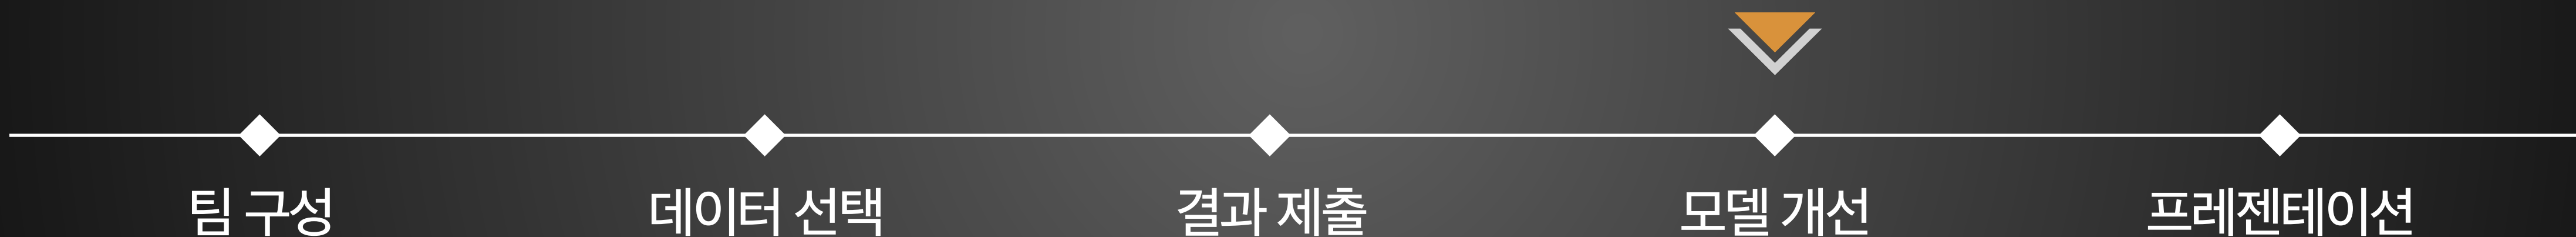 팀 구성
데이터 선택
결과 제출
모델 개선
프레젠테이션